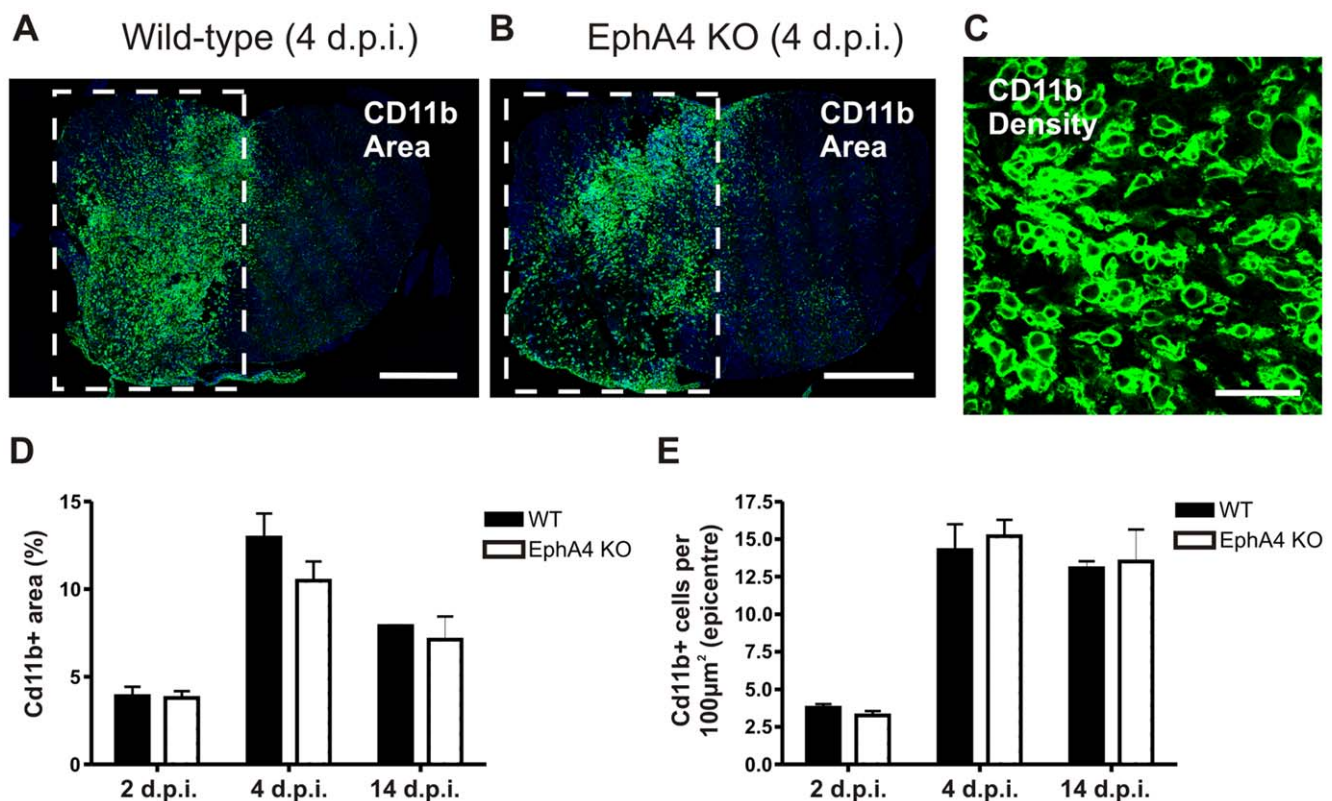 A
Wild-type (4 d.p.i.)
B
EphA4 KO (4 d.p.i.)
C
CD11b
Area
CD11b
Area
CD11b
Density
D
Cd11b+ area (%)
15
10
5
0
2 d.p.i.
4 d.p.i.
14 d.p.i.
WT
EphA4 KO
E
Cd11b+ cells per
100µm² (epicentre)
17.5
15.0
12.5
10.0
7.5
5.0
2.5
0.0
2 d.p.i.
4 d.p.i.
14 d.p.i.
WT
EphA4 KO